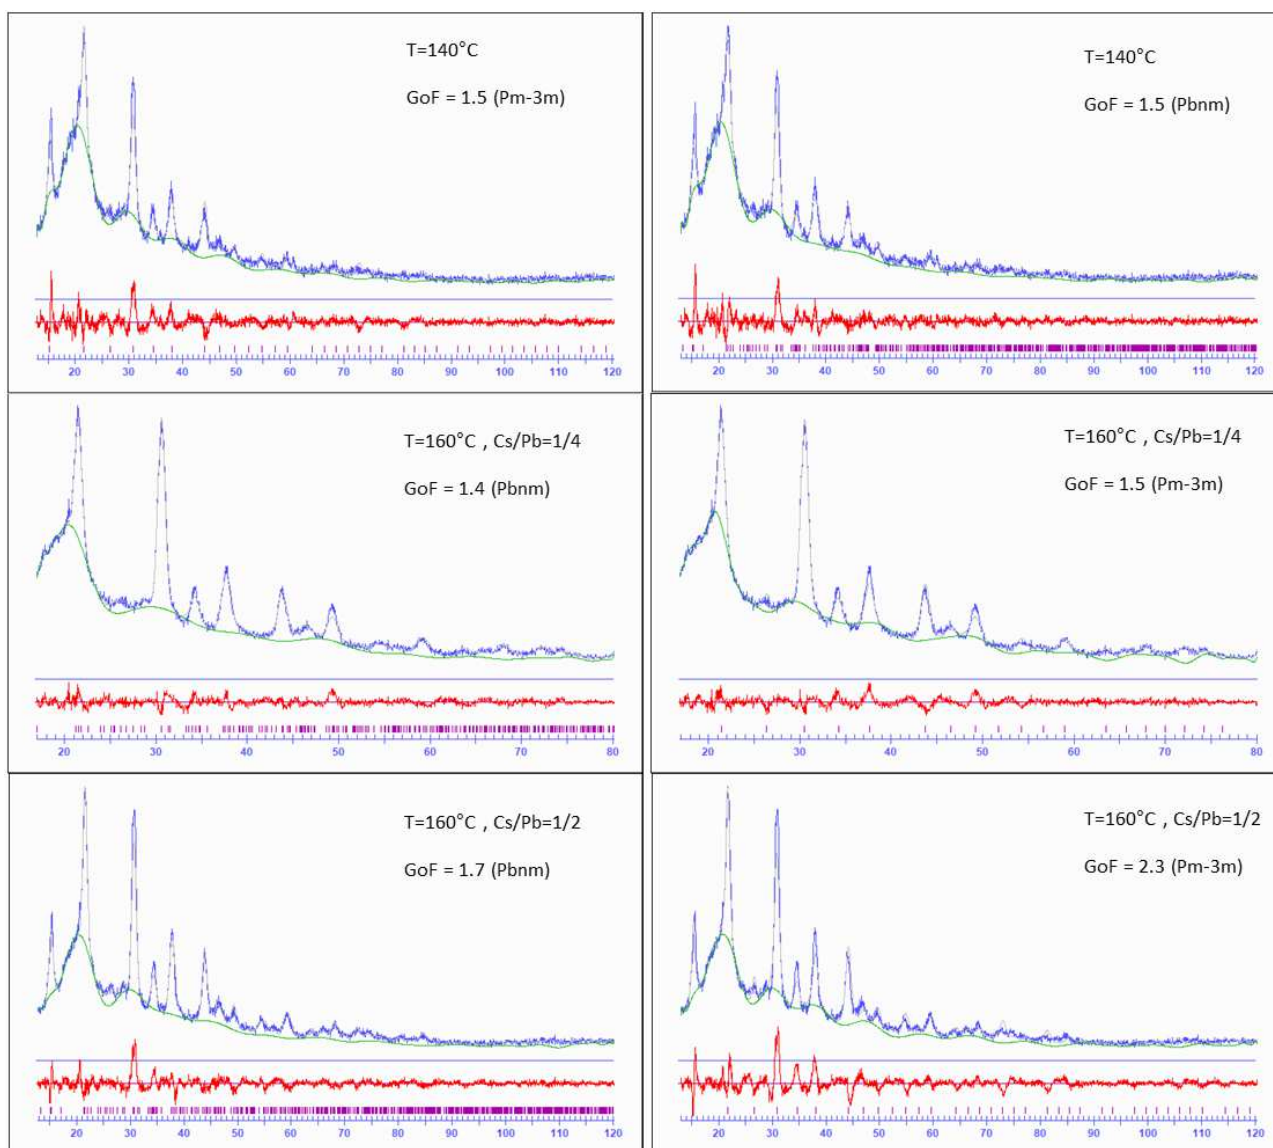 T=140°C
GoF = 1.5 (Pm-3m)
20 30 40 50 60 70 80 90 100 110 120
T=140°C
GoF = 1.5 (Pbnm)
20 30 40 50 60 70 80 90 100 110 120
T=160°C , Cs/Pb=1/4
GoF = 1.4 (Pbnm)
20 30 40 50 60 70 80
T=160°C , Cs/Pb=1/4
GoF = 1.5 (Pm-3m)
20 30 40 50 60 70 80
T=160°C , Cs/Pb=1/2
GoF = 1.7 (Pbnm)
20 30 40 50 60 70 80 90 100 110 120
T=160°C , Cs/Pb=1/2
GoF = 2.3 (Pm-3m)
20 30 40 50 60 70 80 90 100 110 120